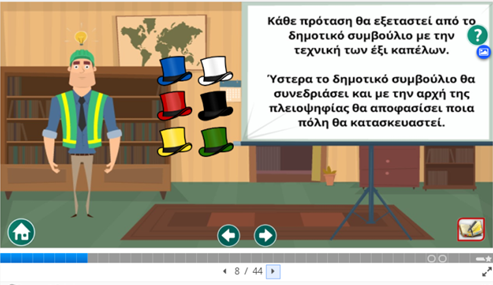 Κάθε πρόταση θα εξεταστεί από το
δημοτικό συμβούλιο με την
τεχνική των έξι καπέλων.
Ύστερα το δημοτικό συμβούλιο θα
συνεδριάσει και με την αρχή της
πλειοψηφίας θα αποφασίσει ποια
πόλη θα κατασκευαστεί.
?
8 / 44